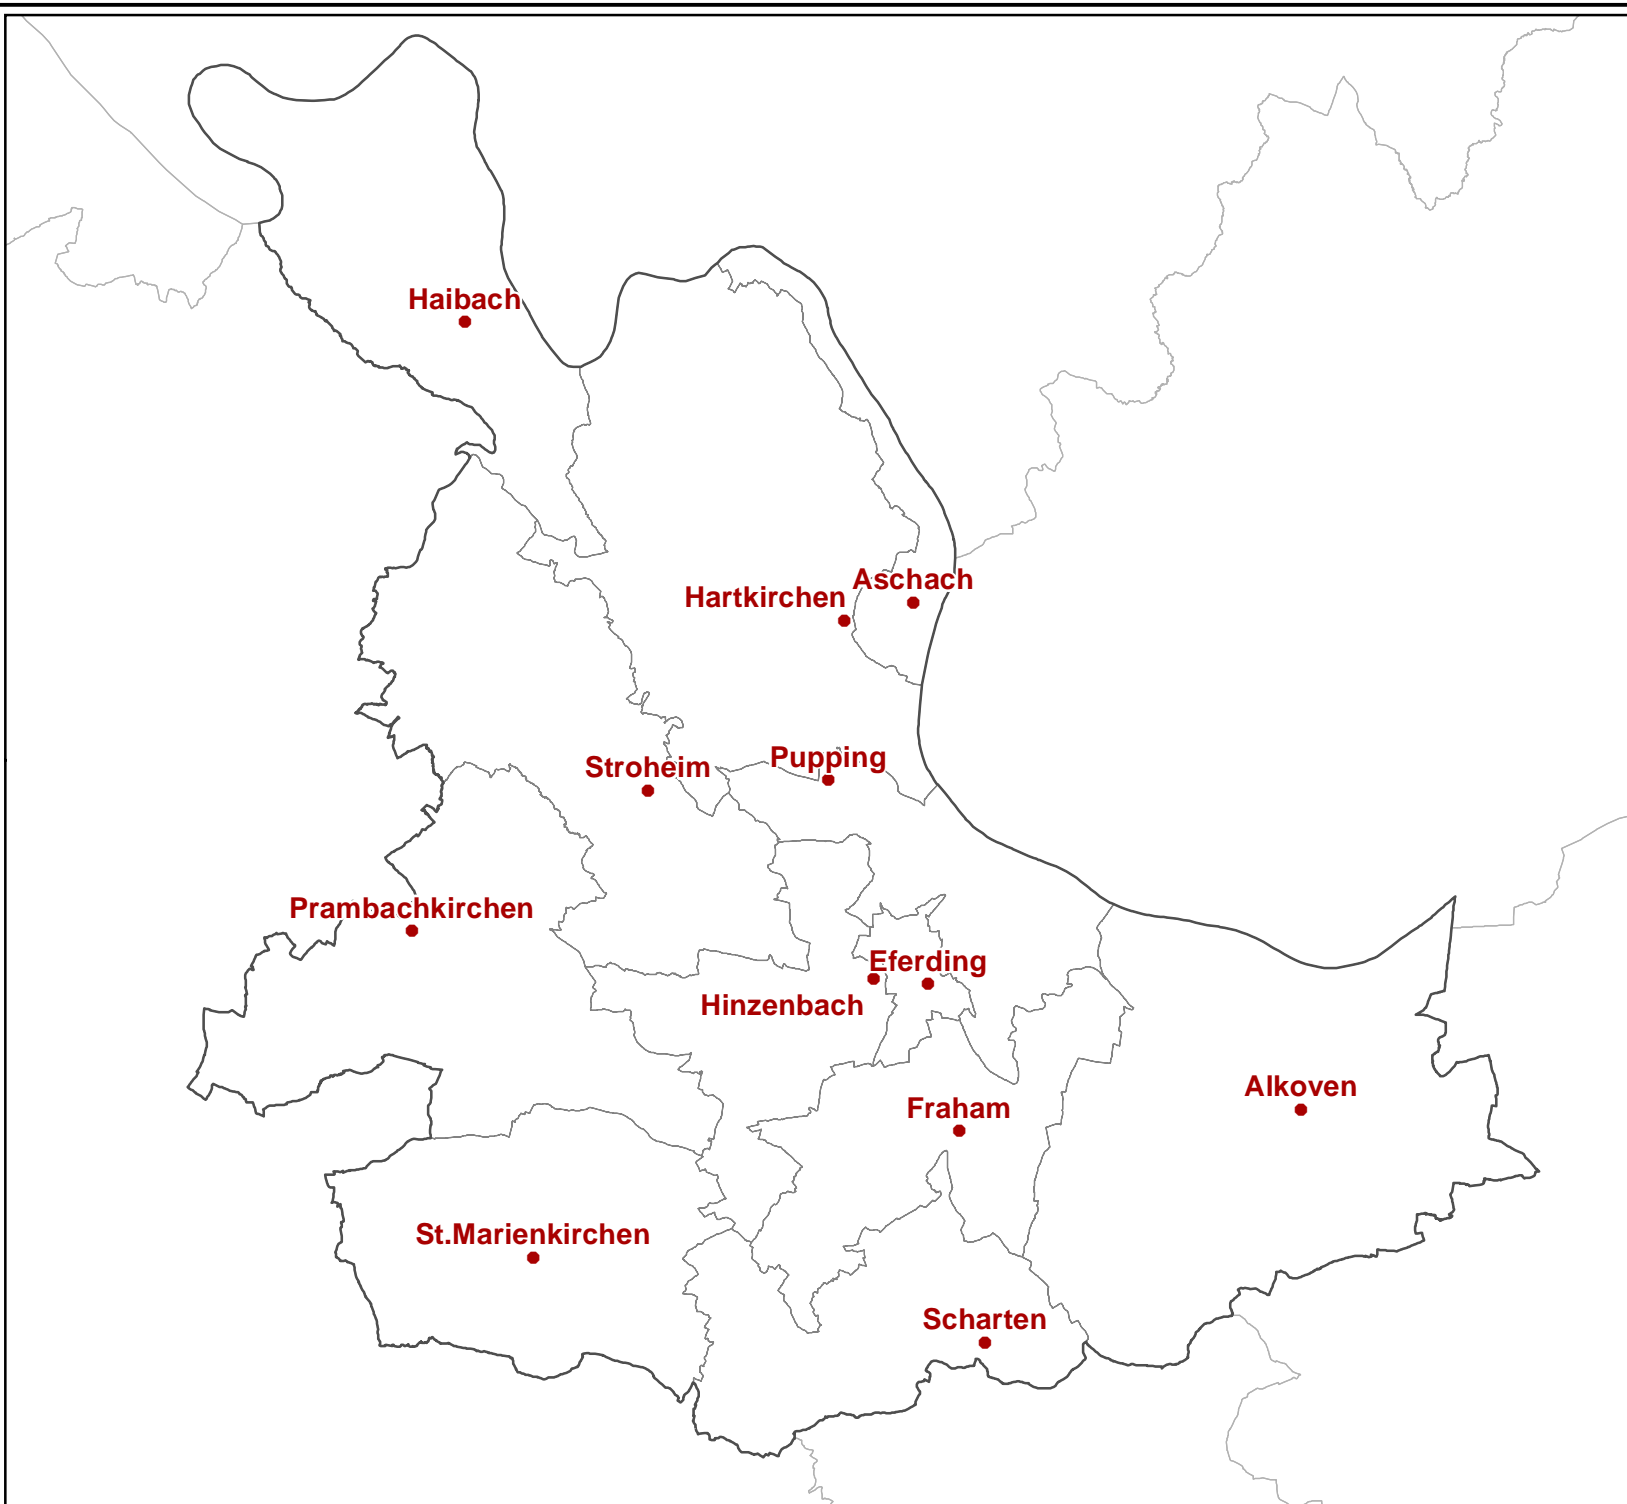 Haibach
Aschach
Hartkirchen
Pupping
Stroheim
Prambachkirchen
Eferding
Hinzenbach
Alkoven
Fraham
St.Marienkirchen
Scharten